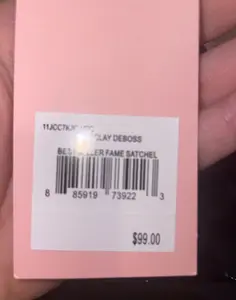 CLAY DEBOSS
FAME SATCHEL
8 85919 73922 3
$99.00